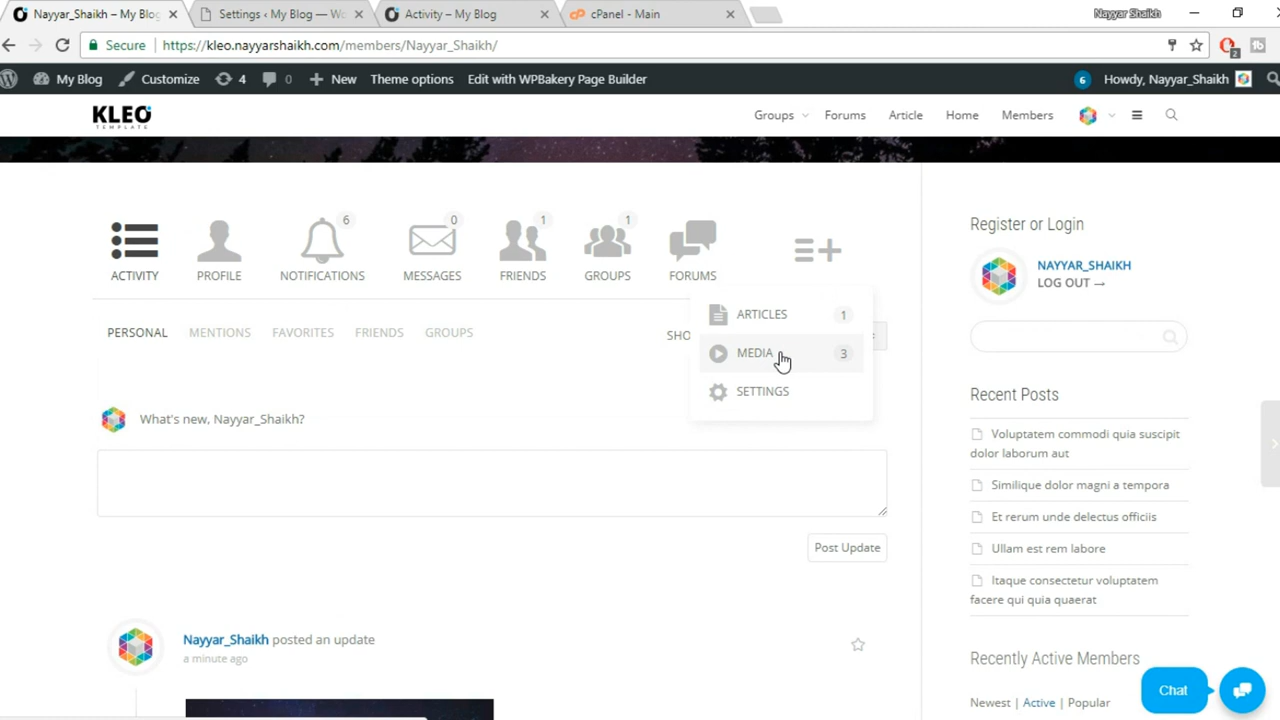 Nayyar_Shaikh – My Blog
Settings ‹ My Blog — Wo
Activity – My Blog
cPanel - Main
Nayyar Shaikh
Secure
https://kleo.nayyarshaikh.com/members/Nayyar_Shaikh/
2
My Blog
Customize
4
0
New
Theme options
Edit with WPBakery Page Builder
6
Howdy, Nayyar_Shaikh
KLEO
TEMPLATE
Groups
Forums
Article
Home
Members
ACTIVITY
PROFILE
6
NOTIFICATIONS
0
MESSAGES
1
FRIENDS
1
GROUPS
FORUMS
ARTICLES 1
MEDIA 3
SETTINGS
PERSONAL
MENTIONS
FAVORITES
FRIENDS
GROUPS
SHO
What's new, Nayyar_Shaikh?
Post Update
Nayyar_Shaikh posted an update
a minute ago
Register or Login
NAYYAR_SHAIKH
LOG OUT →
Recent Posts
Voluptatem commodi quia suscipit
dolor laborum aut
Similique dolor magni a tempora
Et rerum unde delectus officiis
Ullam est rem labore
Itaque consectetur voluptatem
facere qui quia quaerat
Recently Active Members
Newest | Active | Popular
Chat